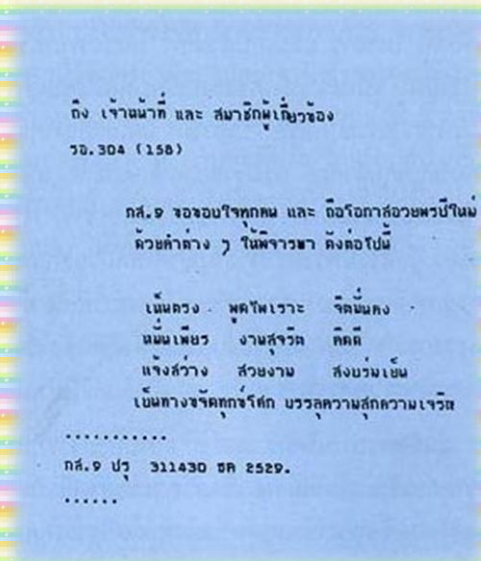 ถึง เจ้าหน้าที่ และ สมาชิกผู้เกี่ยวข้อง
รอ.304 (158)
กส.9 ขอขอบใจทุกคน และ ถือโอกาสอวยพรปีใหม่
ด้วยคำต่าง ๆ ให้พิจารณา ดังต่อไปนี้
เห็นตรง พูดไพเราะ จิตมั่นคง
หมั่นเพียร งานสุจริต คิดดี
แจ้งสว่าง สวยงาม สงบร่มเย็น
เป็นทางขจัดทุกข์โศก บรรลุความสุขความเจริญ
...........
กส.9 ปรุ 311430 ธค 2529.
......